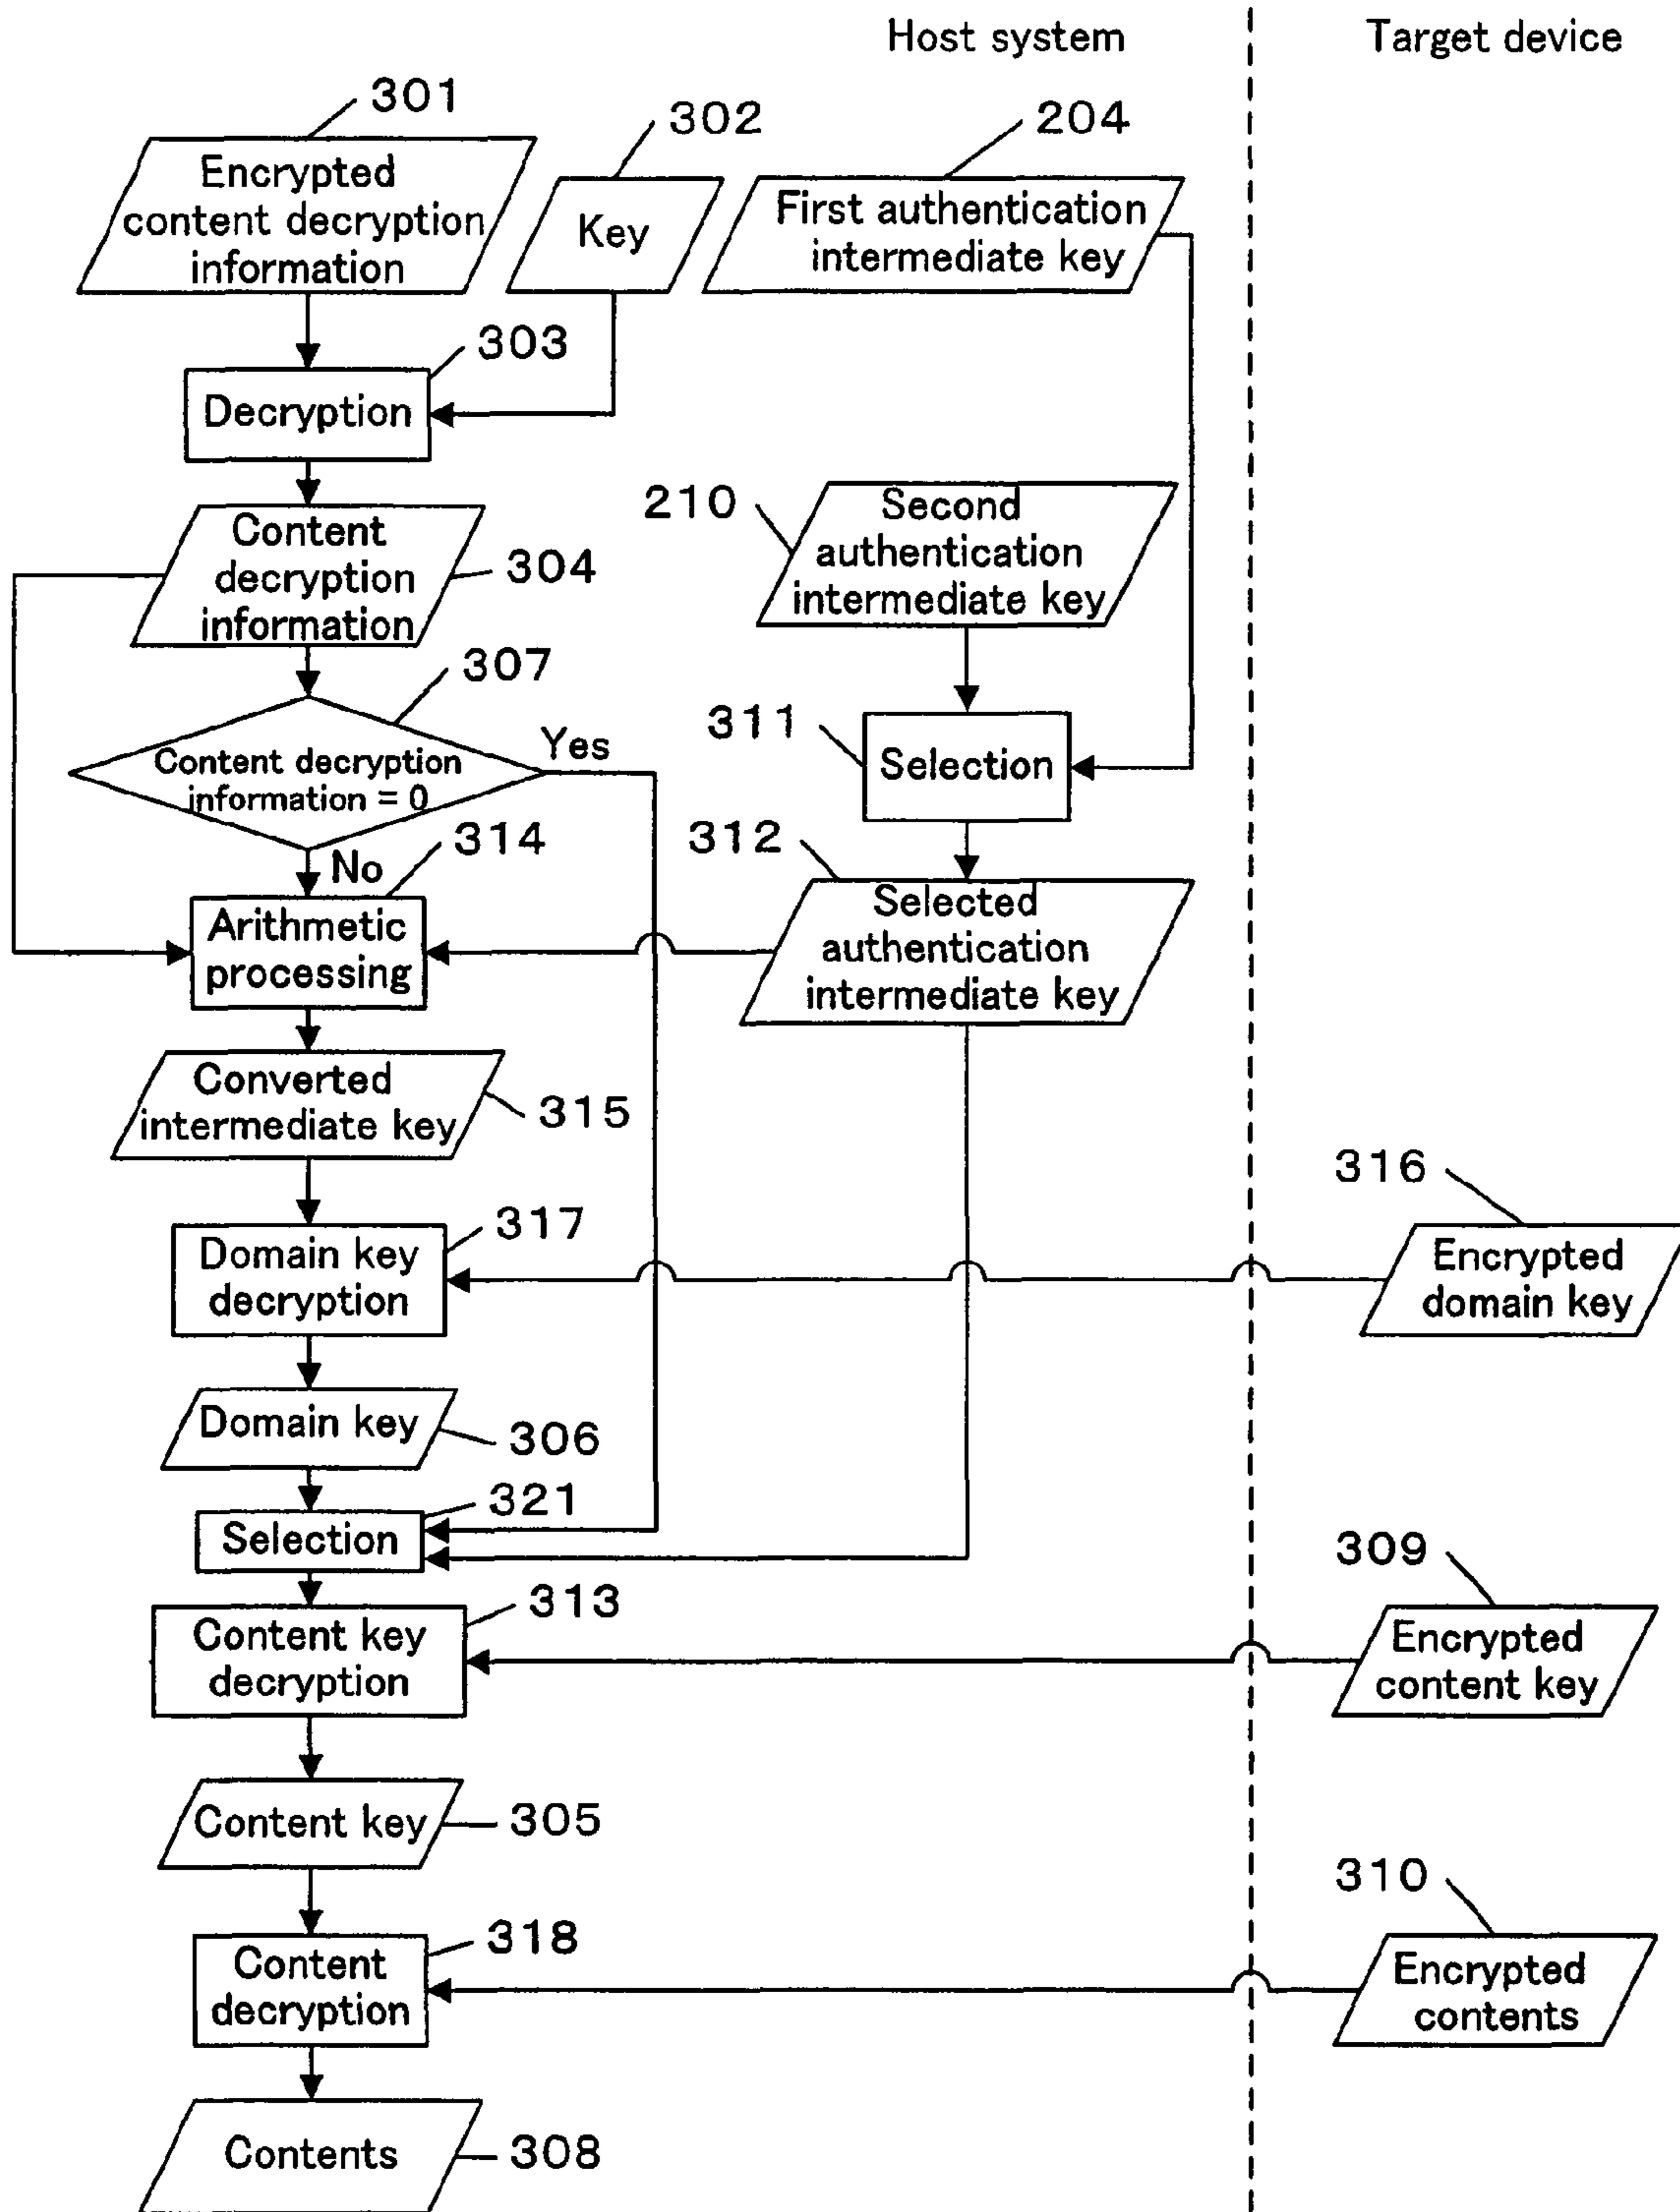 Host system
Target device
301
302
204
Encrypted
content decryption
information
Key
First authentication
intermediate key
303
Decryption
210
Second
authentication
intermediate key
Content
decryption
information
304
307
Content decryption
information = 0
Yes
No
311
Selection
314
312
Arithmetic
processing
Selected
authentication
intermediate key
Converted
intermediate key
315
316
317
Domain key
decryption
Encrypted
domain key
Domain key
306
321
Selection
309
313
Content key
decryption
Encrypted
content key
Content key
305
310
318
Content
decryption
Encrypted
contents
Contents
308